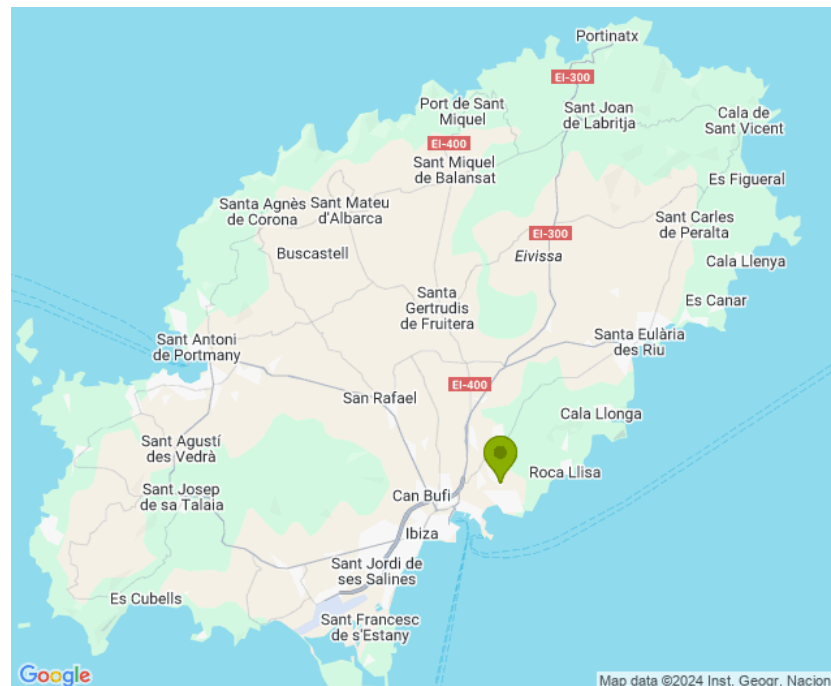 Portinatx
EI-300
Port de Sant
Miquel
Sant Joan
de Labritja
Cala de
Sant Vicent
EI-400
Sant Miquel
de Balansat
Es Figueral
Santa Agnès
de Corona
Sant Mateu
d'Albarca
Sant Carles
de Peralta
EI-300
Buscastell
Eivissa
Cala Llenya
Santa
Gertrudis
de Fruitera
Es Canar
Sant Antoni
de Portmany
Santa Eulària
des Riu
EI-400
San Rafael
Cala Llonga
Sant Agustí
des Vedrà
Roca Llisa
Sant Josep
de sa Talaia
Can Bufí
Ibiza
Sant Jordi de
ses Salines
Es Cubells
Sant Francesc
de s'Estany
Google
Map data ©2024 Inst. Geogr. Nacion